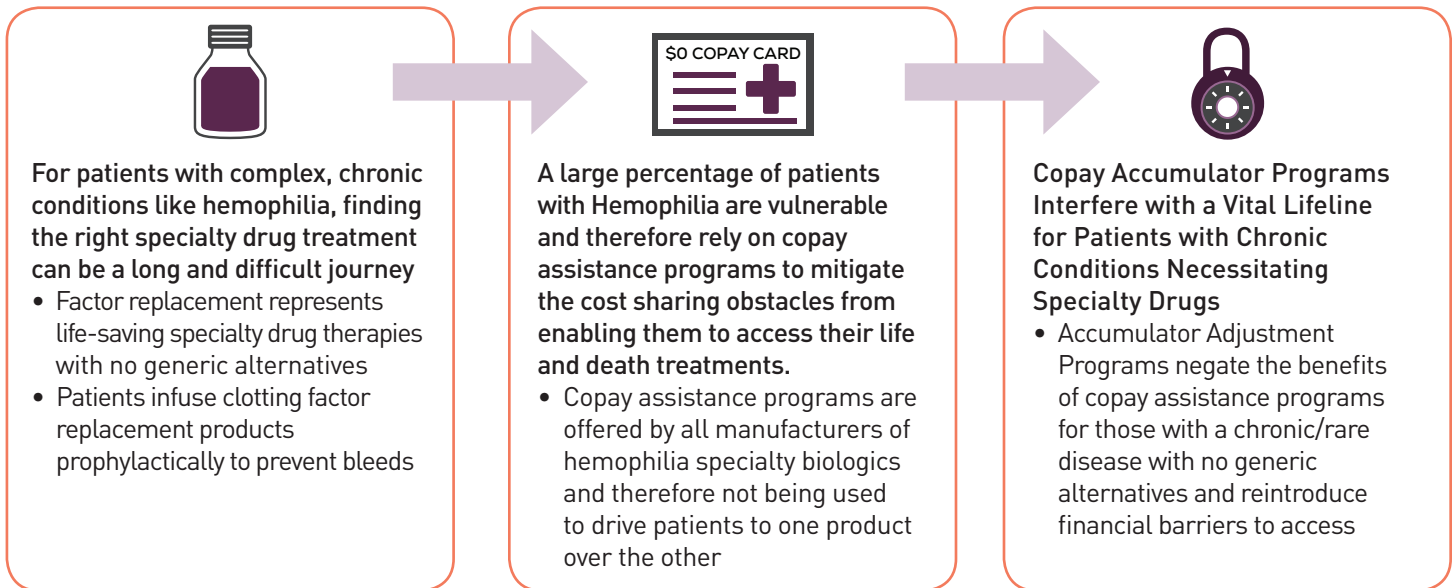 For patients with complex, chronic
conditions like hemophilia, finding
the right specialty drug treatment
can be a long and difficult journey
• Factor replacement represents
life-saving specialty drug therapies
with no generic alternatives
• Patients infuse clotting factor
replacement products
prophylactically to prevent bleeds
$0 COPAY CARD
A large percentage of patients
with Hemophilia are vulnerable
and therefore rely on copay
assistance programs to mitigate
the cost sharing obstacles from
enabling them to access their life
and death treatments.
• Copay assistance programs are
offered by all manufacturers of
hemophilia specialty biologics
and therefore not being used
to drive patients to one product
over the other
Copay Accumulator Programs
Interfere with a Vital Lifeline
for Patients with Chronic
Conditions Necessitating
Specialty Drugs
• Accumulator Adjustment
Programs negate the benefits
of copay assistance programs
for those with a chronic/rare
disease with no generic
alternatives and reintroduce
financial barriers to access